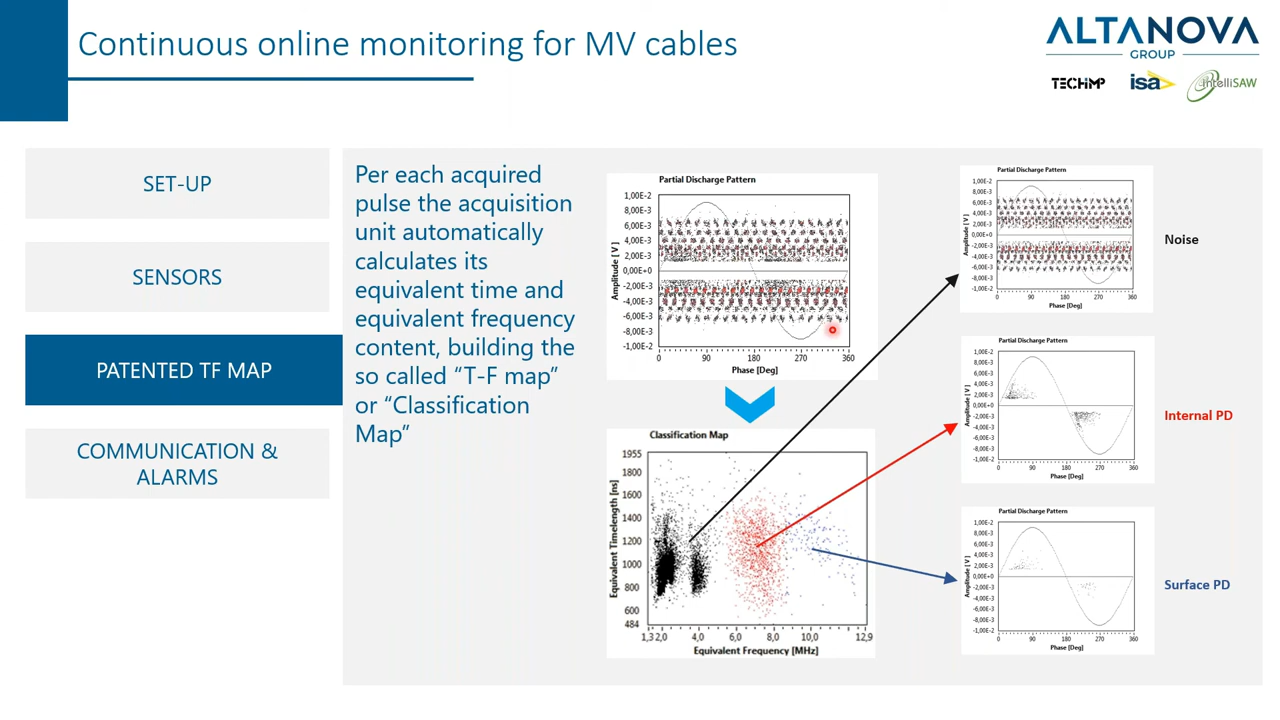 Continuous online monitoring for MV cables
ALTANOVA
GROUP
TECHIMP
isa
intelliSAW
SET-UP
SENSORS
PATENTED TF MAP
COMMUNICATION &
ALARMS
Per each acquired
pulse the acquisition
unit automatically
calculates its
equivalent time and
equivalent frequency
content, building the
so called “T-F map”
or “Classification
Map”
Partial Discharge Pattern
Amplitude [ V ]
1,00E-2
8,00E-3
6,00E-3
4,00E-3
2,00E-3
0,00E+0
-2,00E-3
-4,00E-3
-6,00E-3
-8,00E-3
-1,00E-2
0 90 180 270 360
Phase [Deg]
Classification Map
Equivalent Timelength [ns]
1955
1800
1600
1400
1200
1000
800
600
484
1,3 2,0 4,0 6,0 8,0 10,0 12,9
Equivalent Frequency [MHz]
Partial Discharge Pattern
Amplitude [ V ]
1,00E-2
8,00E-3
6,00E-3
4,00E-3
2,00E-3
0,00E+0
-2,00E-3
-4,00E-3
-6,00E-3
-8,00E-3
-1,00E-2
0 90 180 270 360
Phase [Deg]
Noise
Partial Discharge Pattern
Amplitude [ V ]
1,00E-2
8,00E-3
6,00E-3
4,00E-3
2,00E-3
0,00E+0
-2,00E-3
-4,00E-3
-6,00E-3
-8,00E-3
-1,00E-2
0 90 180 270 360
Phase [Deg]
Internal PD
Partial Discharge Pattern
Amplitude [ V ]
1,00E-2
8,00E-3
6,00E-3
4,00E-3
2,00E-3
0,00E+0
-2,00E-3
-4,00E-3
-6,00E-3
-8,00E-3
-1,00E-2
0 90 180 270 360
Phase [Deg]
Surface PD